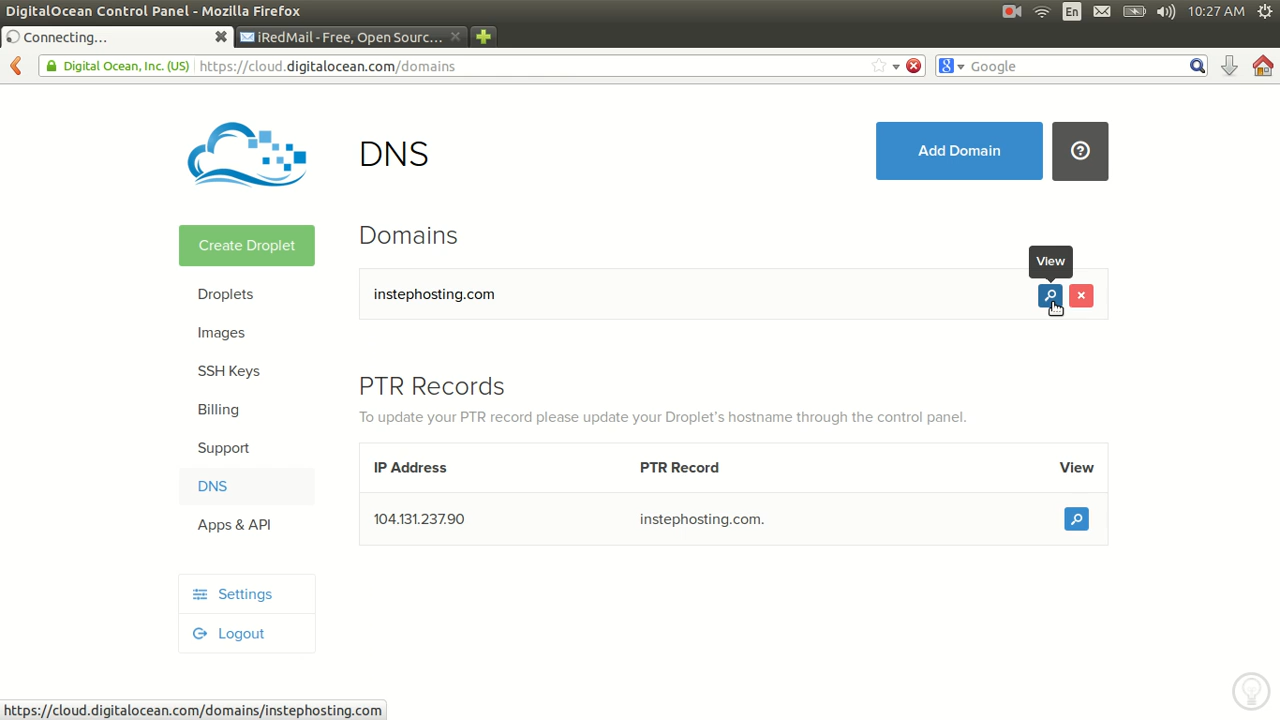 DigitalOcean Control Panel - Mozilla Firefox
En
10:27 AM
Connecting...
iRedMail - Free, Open Sourc...
Digital Ocean, Inc. (US)
https://cloud.digitalocean.com/domains
Google
DNS
Add Domain
Create Droplet
Droplets
Images
SSH Keys
Billing
Support
DNS
Apps & API
Settings
Logout
Domains
View
instephosting.com
PTR Records
To update your PTR record please update your Droplet's hostname through the control panel.
IP Address PTR Record View
104.131.237.90 instephosting.com.
https://cloud.digitalocean.com/domains/instephosting.com